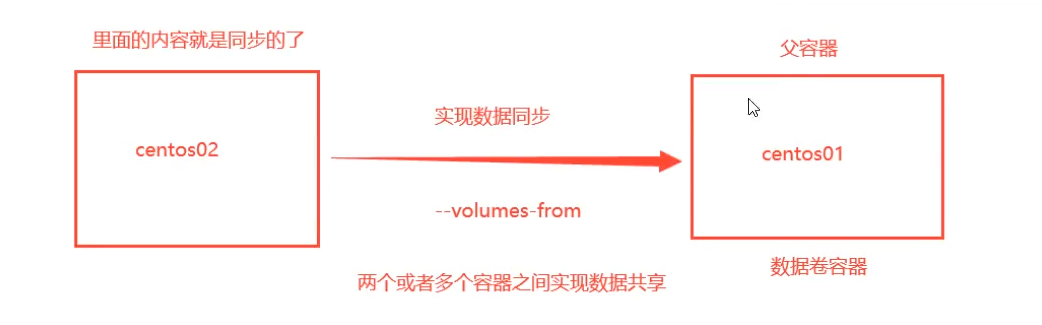 里面的内容就是同步的了
父容器
实现数据同步
centos02
centos01
--volumes-from
数据卷容器
两个或者多个容器之间实现数据共享